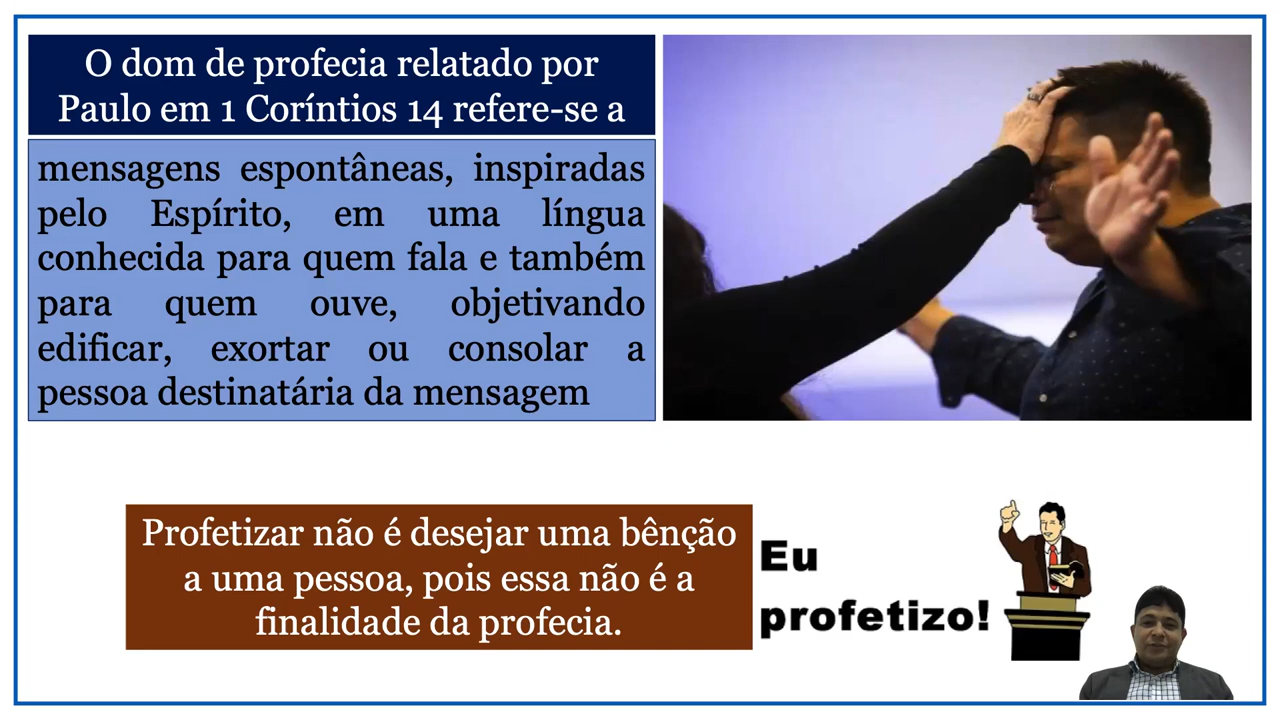 O dom de profecia relatado por
Paulo em 1 Coríntios 14 refere-se a
mensagens espontâneas, inspiradas
pelo Espírito, em uma língua
conhecida para quem fala e também
para quem ouve, objetivando
edificar, exortar ou consolar a
pessoa destinatária da mensagem
Profetizar não é desejar uma bênção
a uma pessoa, pois essa não é a
finalidade da profecia.
Eu
profetizo!